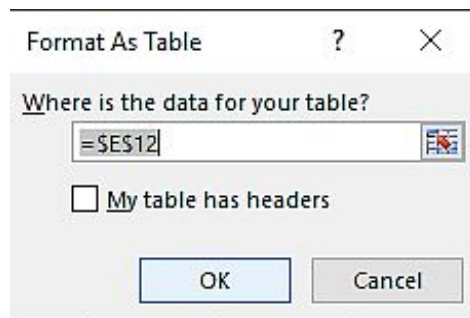 Format As Table ? ×
Where is the data for your table?
=$E$12
My table has headers
OK Cancel